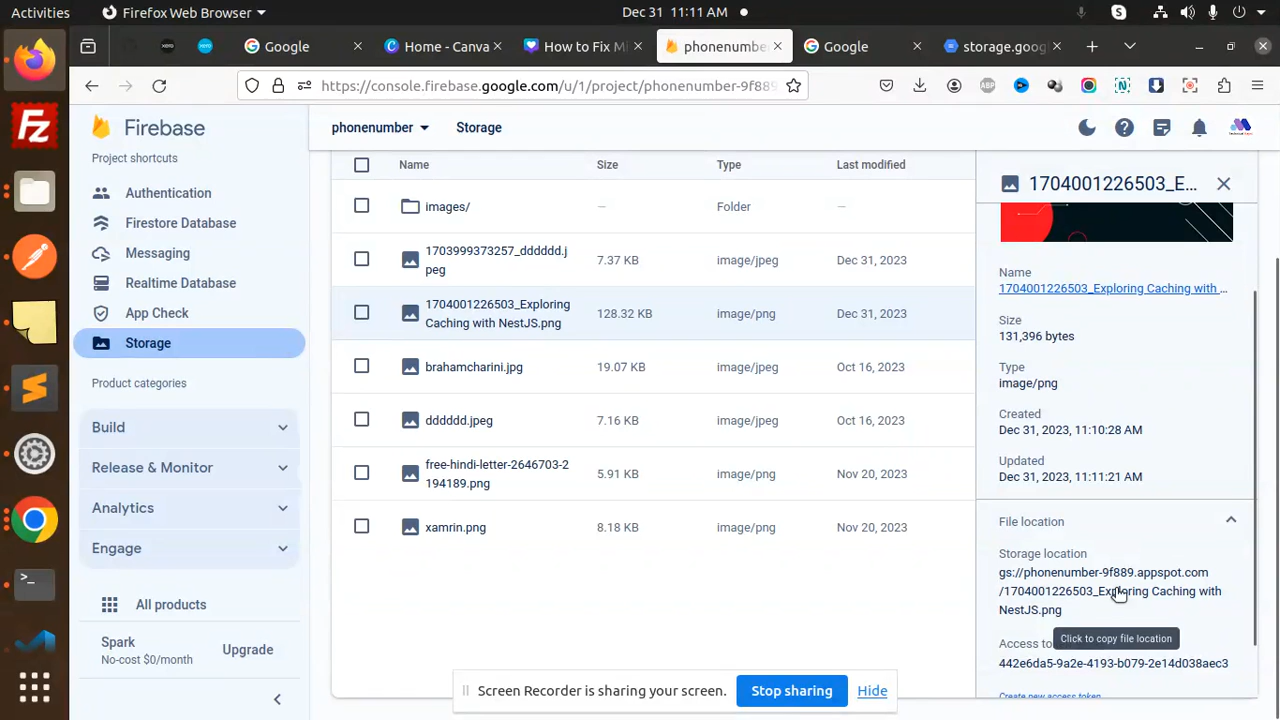 Activities
Firefox Web Browser
Dec 31 11:11 AM
Google
Home - Canva
How to Fix Mi
phonenumbe
Google
storage.goog
https://console.firebase.google.com/u/1/project/phonenumber-9f889
Firebase
phonenumber
Storage
Project shortcuts
Authentication
Firestore Database
Messaging
Realtime Database
App Check
Storage
Product categories
Build
Release & Monitor
Analytics
Engage
All products
Spark
No-cost $0/month
Upgrade
Name Size Type Last modified
images/ — Folder —
1703999373257_dddddd.j
peg
7.37 KB image/jpeg Dec 31, 2023
1704001226503_Exploring
Caching with NestJS.png
128.32 KB image/png Dec 31, 2023
brahamcharini.jpg 19.07 KB image/jpeg Oct 16, 2023
dddddd.jpeg 7.16 KB image/jpeg Oct 16, 2023
free-hindi-letter-2646703-2
194189.png
5.91 KB image/png Nov 20, 2023
xamrin.png 8.18 KB image/png Nov 20, 2023
1704001226503_E...
Name
1704001226503_Exploring Caching with ...
Size
131,396 bytes
Type
image/png
Created
Dec 31, 2023, 11:10:28 AM
Updated
Dec 31, 2023, 11:11:21 AM
File location
Storage location
gs://phonenumber-9f889.appspot.com
/1704001226503_Exploring Caching with
NestJS.png
Click to copy file location
Access to
442e6da5-9a2e-4193-b079-2e14d038aec3
Create new access token
Screen Recorder is sharing your screen.
Stop sharing
Hide